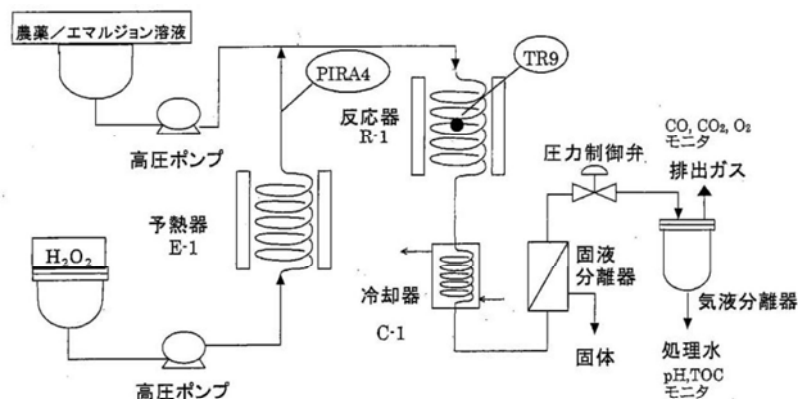 農薬／エマルジョン溶液
高圧ポンプ
PIRA4
TR9
反応器
R-1
予熱器
E-1
H₂O₂
高圧ポンプ
冷却器
C-1
固液
分離器
固体
圧力制御弁
CO, CO₂, O₂
モニタ
排出ガス
気液分離器
処理水
pH,TOC
モニタ